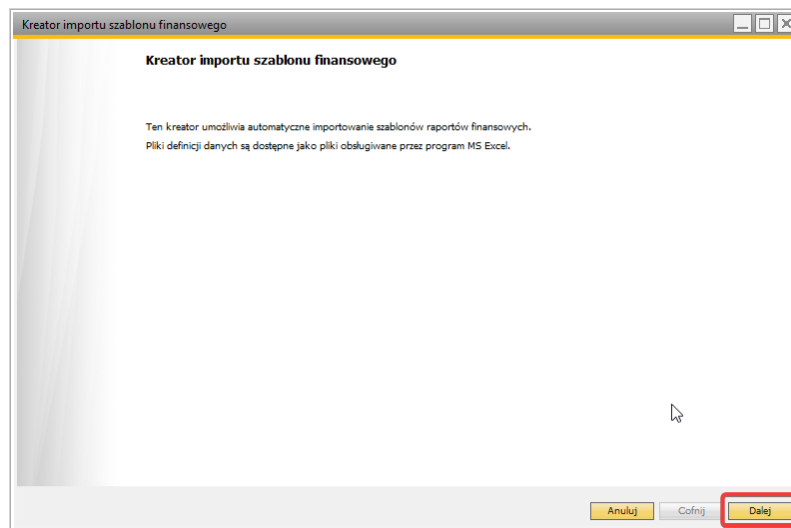 Kreator importu szablonu finansowego
Kreator importu szablonu finansowego
Ten kreator umożliwia automatyczne importowanie szablonów raportów finansowych.
Pliki definicji danych są dostępne jako pliki obsługiwane przez program MS Excel.
Anuluj Cofnij Dalej